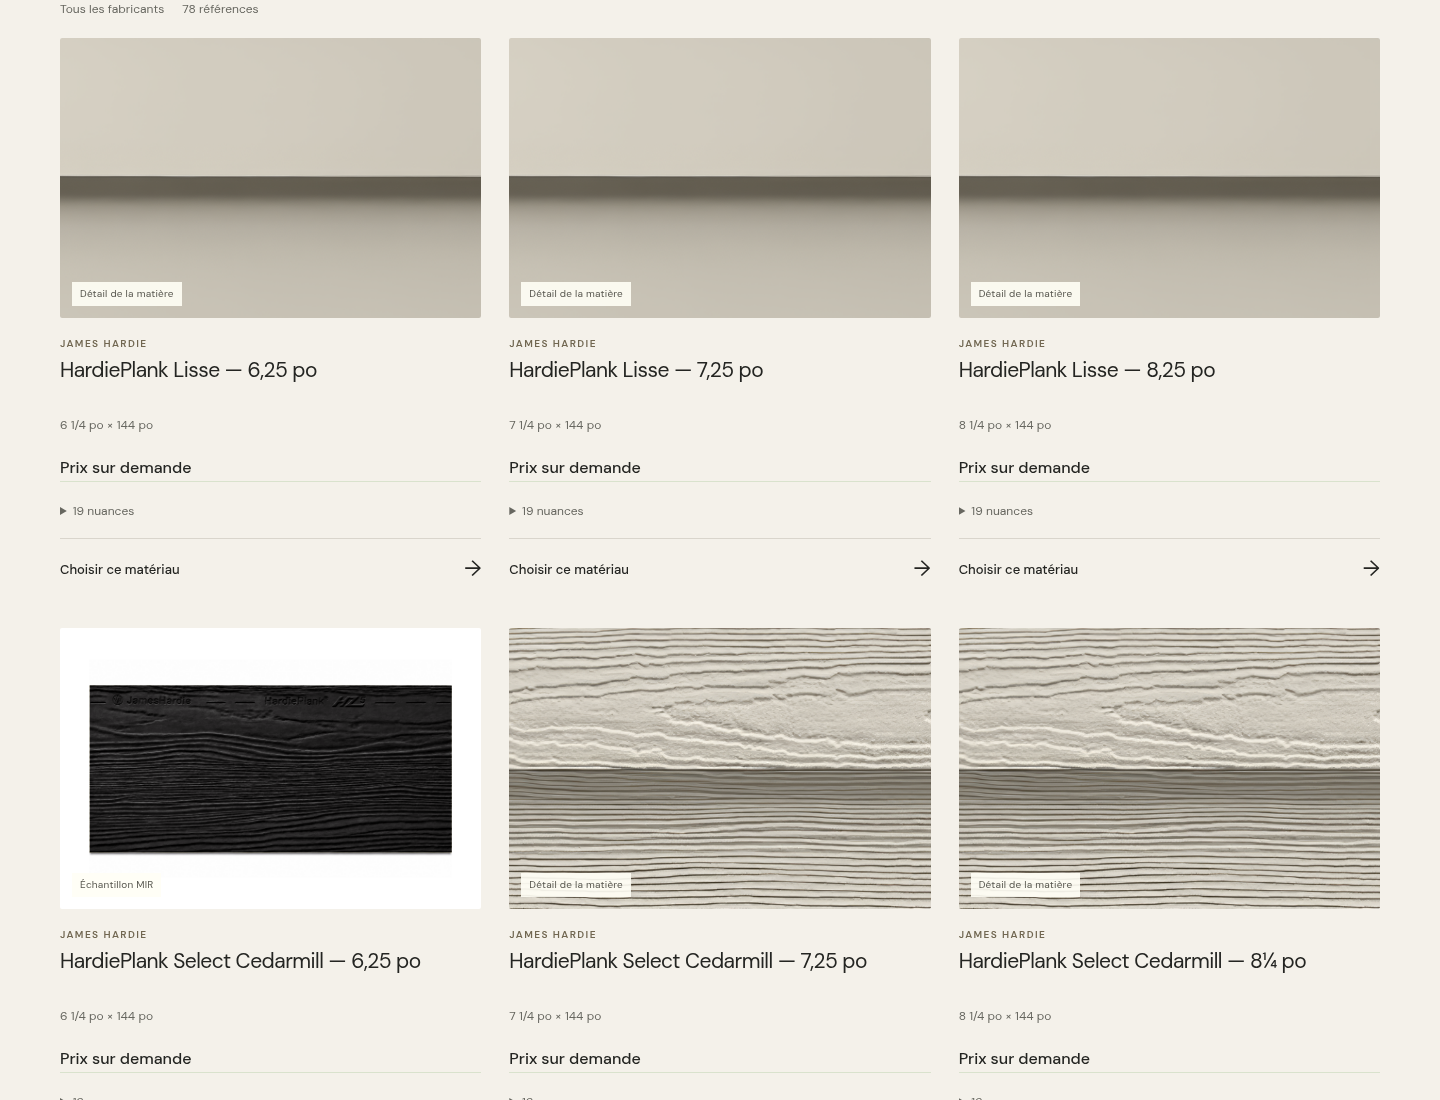 Tous les fabricants 78 références
Détail de la matière Détail de la matière Détail de la matière
JAMES HARDIE JAMES HARDIE JAMES HARDIE
HardiePlank Lisse — 6,25 po HardiePlank Lisse — 7,25 po HardiePlank Lisse — 8,25 po
6 1/4 po × 144 po 7 1/4 po × 144 po 8 1/4 po × 144 po
Prix sur demande Prix sur demande Prix sur demande
19 nuances 19 nuances 19 nuances
Choisir ce matériau Choisir ce matériau Choisir ce matériau
JamesHardie HardiePlank HZ5
Échantillon MIR Détail de la matière Détail de la matière
JAMES HARDIE JAMES HARDIE JAMES HARDIE
HardiePlank Select Cedarmill — 6,25 po HardiePlank Select Cedarmill — 7,25 po HardiePlank Select Cedarmill — 8¼ po
6 1/4 po × 144 po 7 1/4 po × 144 po 8 1/4 po × 144 po
Prix sur demande Prix sur demande Prix sur demande